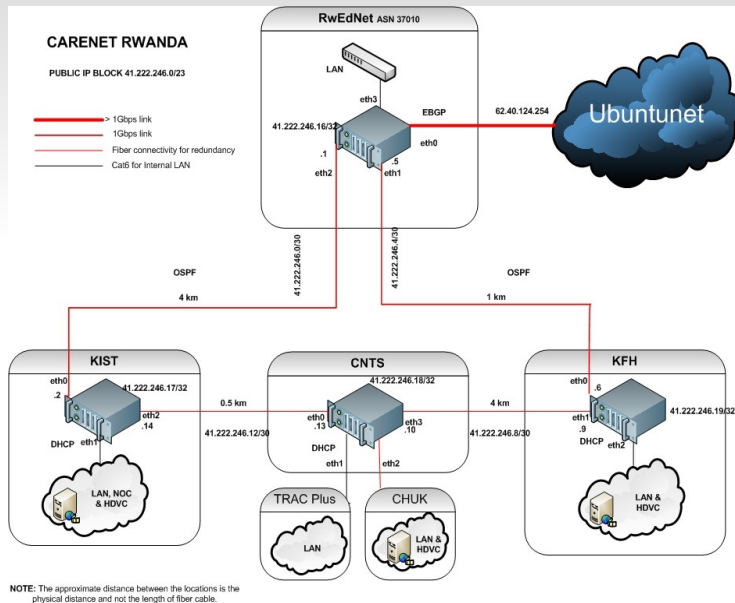 RwEdNet ASN 37010
CARENET RWANDA
PUBLIC IP BLOCK 41.222.246.0/23
> 1Gbps link
1Gbps link
Fiber connectivity for redundancy
Cat6 for Internal LAN
LAN
eth3
41.222.246.16/32
EBGP
62.40.124.254
eth0
Ubuntunet
.1
eth2
.5
eth1
41.222.246.0/30
41.222.246.4/30
OSPF
4 km
OSPF
1 km
KIST
eth0
.2
41.222.246.17/32
eth2
.14
DHCP
eth1
LAN, NOC
& HDVC
0.5 km
41.222.246.12/30
CNTS
41.222.246.18/32
eth0
.13
eth3
.10
DHCP
eth1
eth2
4 km
41.222.246.8/30
KFH
eth0
.6
eth1
.9
41.222.246.19/32
DHCP
eth2
LAN &
HDVC
TRAC Plus
LAN
CHUK
LAN &
HDVC
NOTE: The approximate distance between the locations is the
physical distance and not the length of fiber cable.